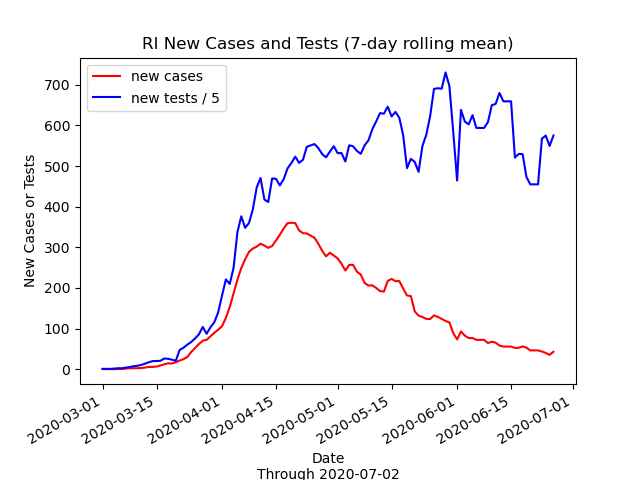 RI New Cases and Tests (7-day rolling mean)
new cases
new tests / 5
700
600
500
400
300
200
100
0
New Cases or Tests
2020-03-01
2020-03-15
2020-04-01
2020-04-15
2020-05-01
2020-05-15
2020-06-01
2020-06-15
2020-07-01
Date
Through 2020-07-02